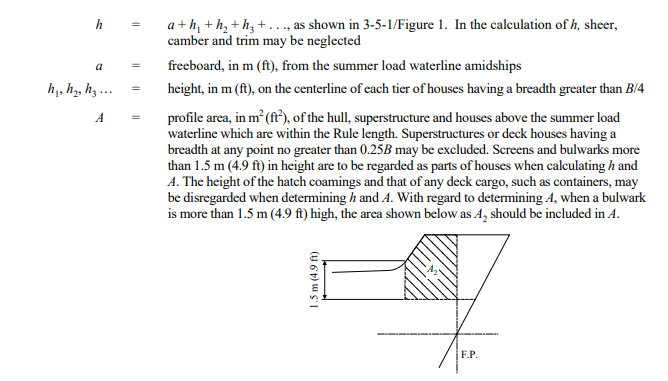 h = a + h₁ + h₂ + h₃ + . . ., as shown in 3-5-1/Figure 1. In the calculation of h, sheer,
camber and trim may be neglected
a = freeboard, in m (ft), from the summer load waterline amidships
h₁, h₂, h₃ … = height, in m (ft), on the centerline of each tier of houses having a breadth greater than B/4
A = profile area, in m² (ft²), of the hull, superstructure and houses above the summer load
waterline which are within the Rule length. Superstructures or deck houses having a
breadth at any point no greater than 0.25B may be excluded. Screens and bulwarks more
than 1.5 m (4.9 ft) in height are to be regarded as parts of houses when calculating h and
A. The height of the hatch coamings and that of any deck cargo, such as containers, may
be disregarded when determining h and A. With regard to determining A, when a bulwark
is more than 1.5 m (4.9 ft) high, the area shown below as A₂ should be included in A.
1.5 m (4.9 ft)
A₂
F.P.